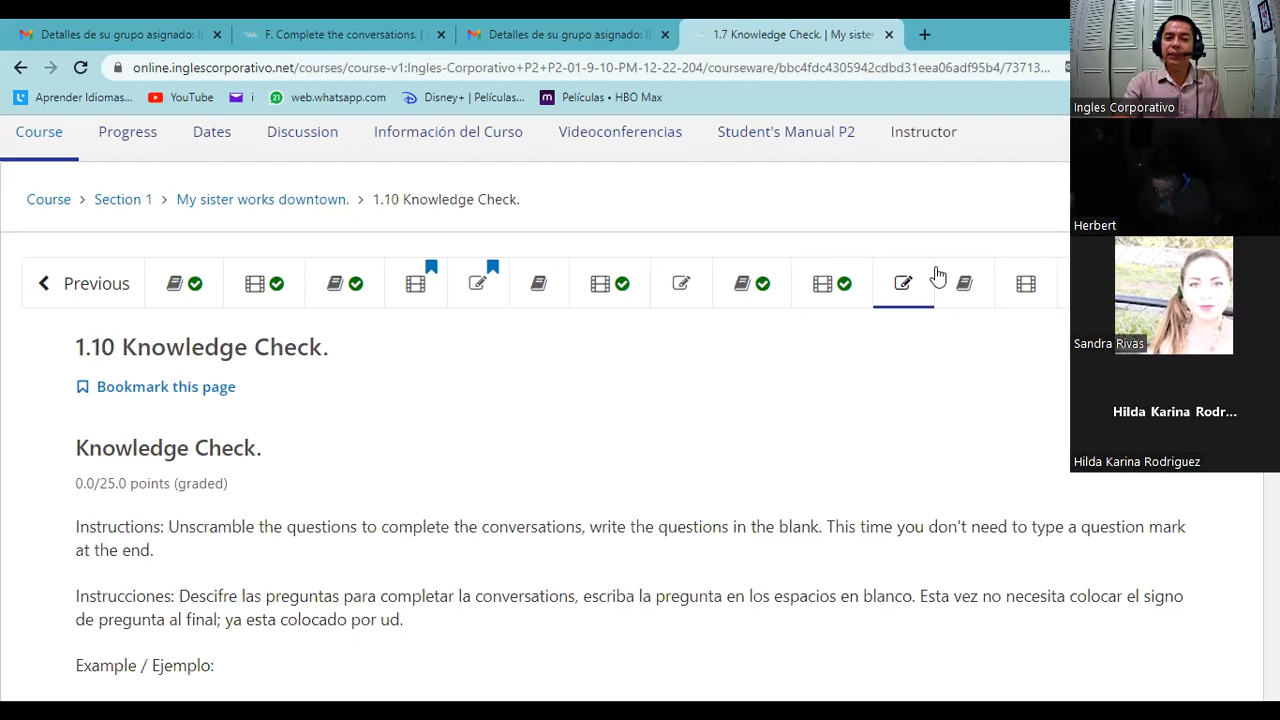 Detalles de su grupo asignado: I
F. Complete the conversations.
Detalles de su grupo asignado: I
1.7 Knowledge Check. | My sister
online.inglescorporativo.net/courses/course-v1:Ingles-Corporativo+P2+P2-01-9-10-PM-12-22-204/courseware/bbc4fdc4305942cdbd31eea06adf95b4/73713...
Aprender Idiomas...
YouTube
i
21
web.whatsapp.com
Disney+ | Películas...
Películas • HBO Max
Course
Progress
Dates
Discussion
Información del Curso
Videoconferencias
Student's Manual P2
Instructor
Course > Section 1 > My sister works downtown. > 1.10 Knowledge Check.
Previous
1.10 Knowledge Check.
Bookmark this page
Knowledge Check.
0.0/25.0 points (graded)
Instructions: Unscramble the questions to complete the conversations, write the questions in the blank. This time you don't need to type a question mark
at the end.
Instrucciones: Descifre las preguntas para completar la conversations, escriba la pregunta en los espacios en blanco. Esta vez no necesita colocar el signo
de pregunta al final; ya esta colocado por ud.
Example / Ejemplo:
Ingles Corporativo
Herbert
Sandra Rivas
Hilda Karina Rodr...
Hilda Karina Rodriguez